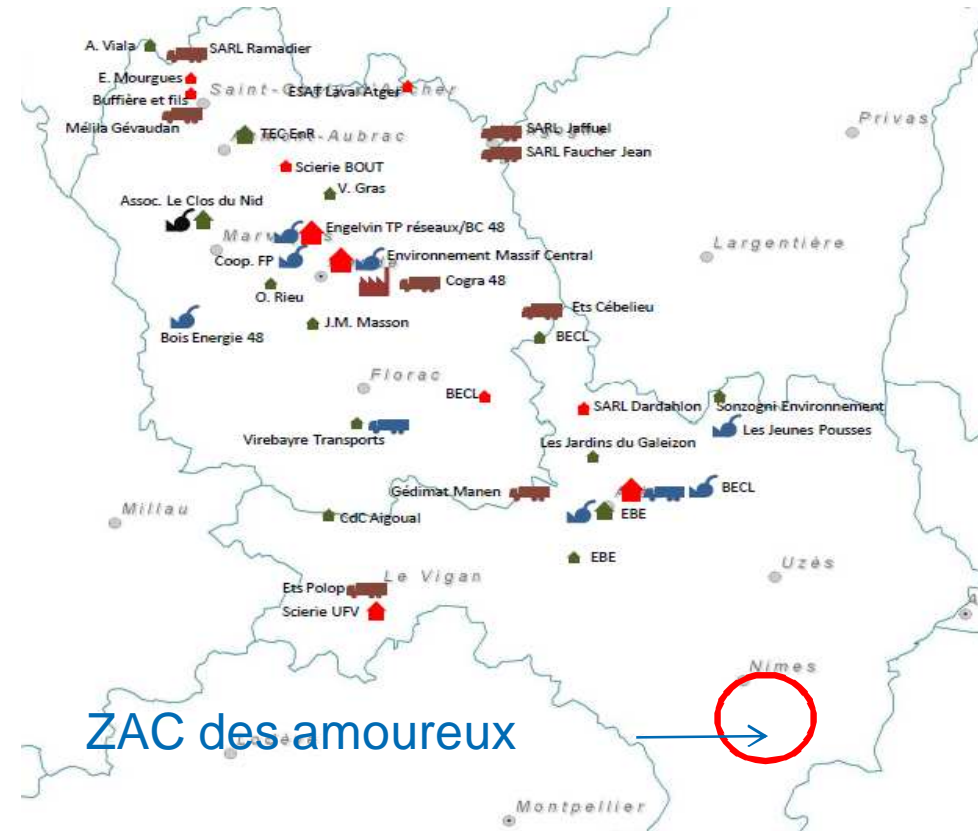 A. Viala
SARL Ramadier
E. Mourgues
ESAT Laval Atger
Buffière et fils
Mélila Gévaudan
Privas
TEC EnR
SARL Jaffuel
SARL Faucher Jean
Scierie BOUT
V. Gras
Assoc. Le Clos du Nid
Engelvin TP réseaux/BC 48
Largentière
Coop. FP
Environnement Massif Central
Cogra 48
O. Rieu
Ets Cébelieu
J.M. Masson
Bois Energie 48
BECL
Florac
BECL
SARL Dardahlon
Sonzogni Environnement
Virebayre Transports
Les Jardins du Galeizon
Les Jeunes Pousses
Gédimat Manen
BECL
Millau
CdC Aigoual
EBE
EBE
Uzès
Le Vigan
Ets Polop
Scierie UFV
Nimes
ZAC des amoureux
Montpellier